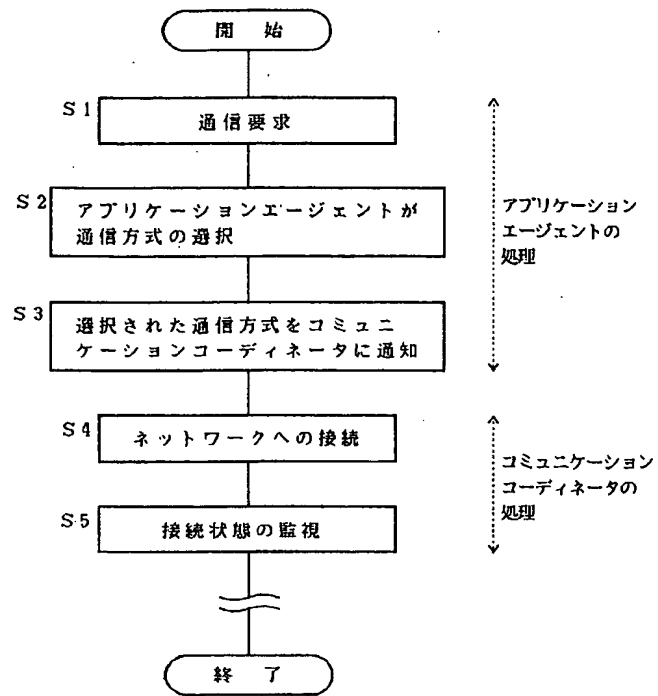 開 始
S1
通信要求
S2
アプリケーションエージェントが
通信方式の選択
S3
選択された通信方式をコミュニ
ケーションコーディネータに通知
アプリケーション
エージェントの
処理
S4
ネットワークへの接続
S5
接続状態の監視
コミュニケーション
コーディネータの
処理
終 了